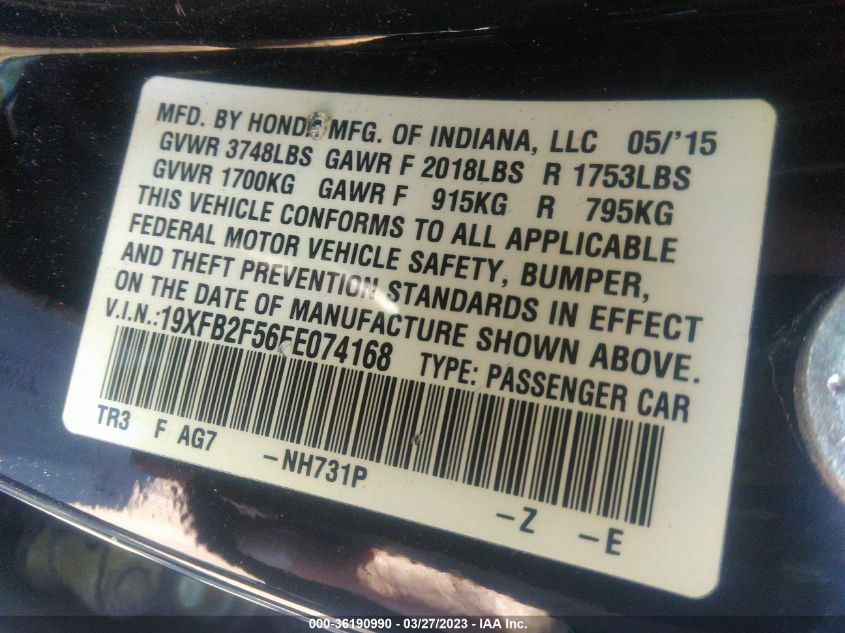 MFD. BY HONDA MFG. OF INDIANA, LLC 05/'15
GVWR 3748LBS GAWR F 2018LBS R 1753LBS
GVWR 1700KG GAWR F 915KG R 795KG
THIS VEHICLE CONFORMS TO ALL APPLICABLE
FEDERAL MOTOR VEHICLE SAFETY, BUMPER,
AND THEFT PREVENTION STANDARDS IN EFFECT
ON THE DATE OF MANUFACTURE SHOWN ABOVE.
V.I.N.:19XFB2F56FE074168 TYPE: PASSENGER CAR
TR3 F AG7 -NH731P -Z -E
000-36190990 - 03/27/2023 - IAA Inc.